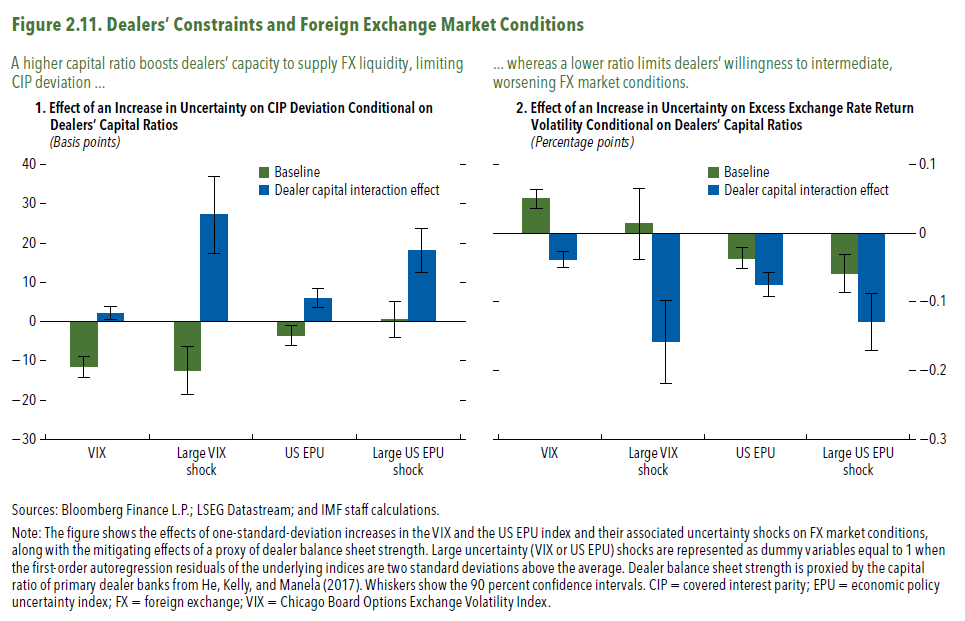 Figure 2.11. Dealers’ Constraints and Foreign Exchange Market Conditions
A higher capital ratio boosts dealers’ capacity to supply FX liquidity, limiting
CIP deviation ...
1. Effect of an Increase in Uncertainty on CIP Deviation Conditional on
Dealers’ Capital Ratios
(Basis points)
Baseline
Dealer capital interaction effect
40
30
20
10
0
−10
−20
−30
VIX
Large VIX
shock
US EPU
Large US EPU
shock
... whereas a lower ratio limits dealers’ willingness to intermediate,
worsening FX market conditions.
2. Effect of an Increase in Uncertainty on Excess Exchange Rate Return
Volatility Conditional on Dealers’ Capital Ratios
(Percentage points)
Baseline
Dealer capital interaction effect
0.1
0
−0.1
−0.2
−0.3
VIX
Large VIX
shock
US EPU
Large US EPU
shock
Sources: Bloomberg Finance L.P.; LSEG Datastream; and IMF staff calculations.
Note: The figure shows the effects of one-standard-deviation increases in the VIX and the US EPU index and their associated uncertainty shocks on FX market conditions,
along with the mitigating effects of a proxy of dealer balance sheet strength. Large uncertainty (VIX or US EPU) shocks are represented as dummy variables equal to 1 when
the first-order autoregression residuals of the underlying indices are two standard deviations above the average. Dealer balance sheet strength is proxied by the capital
ratio of primary dealer banks from He, Kelly, and Manela (2017). Whiskers show the 90 percent confidence intervals. CIP = covered interest parity; EPU = economic policy
uncertainty index; FX = foreign exchange; VIX = Chicago Board Options Exchange Volatility Index.